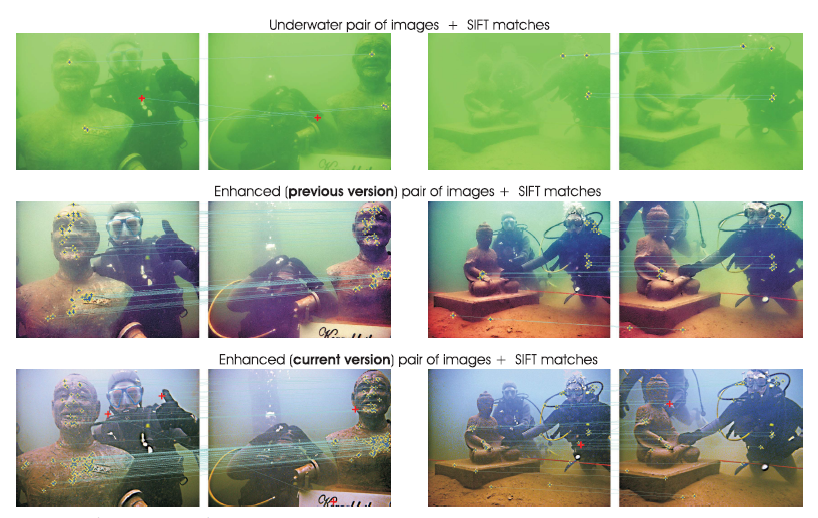 Underwater pair of images + SIFT matches
Enhanced (previous version) pair of images + SIFT matches
Enhanced (current version) pair of images + SIFT matches